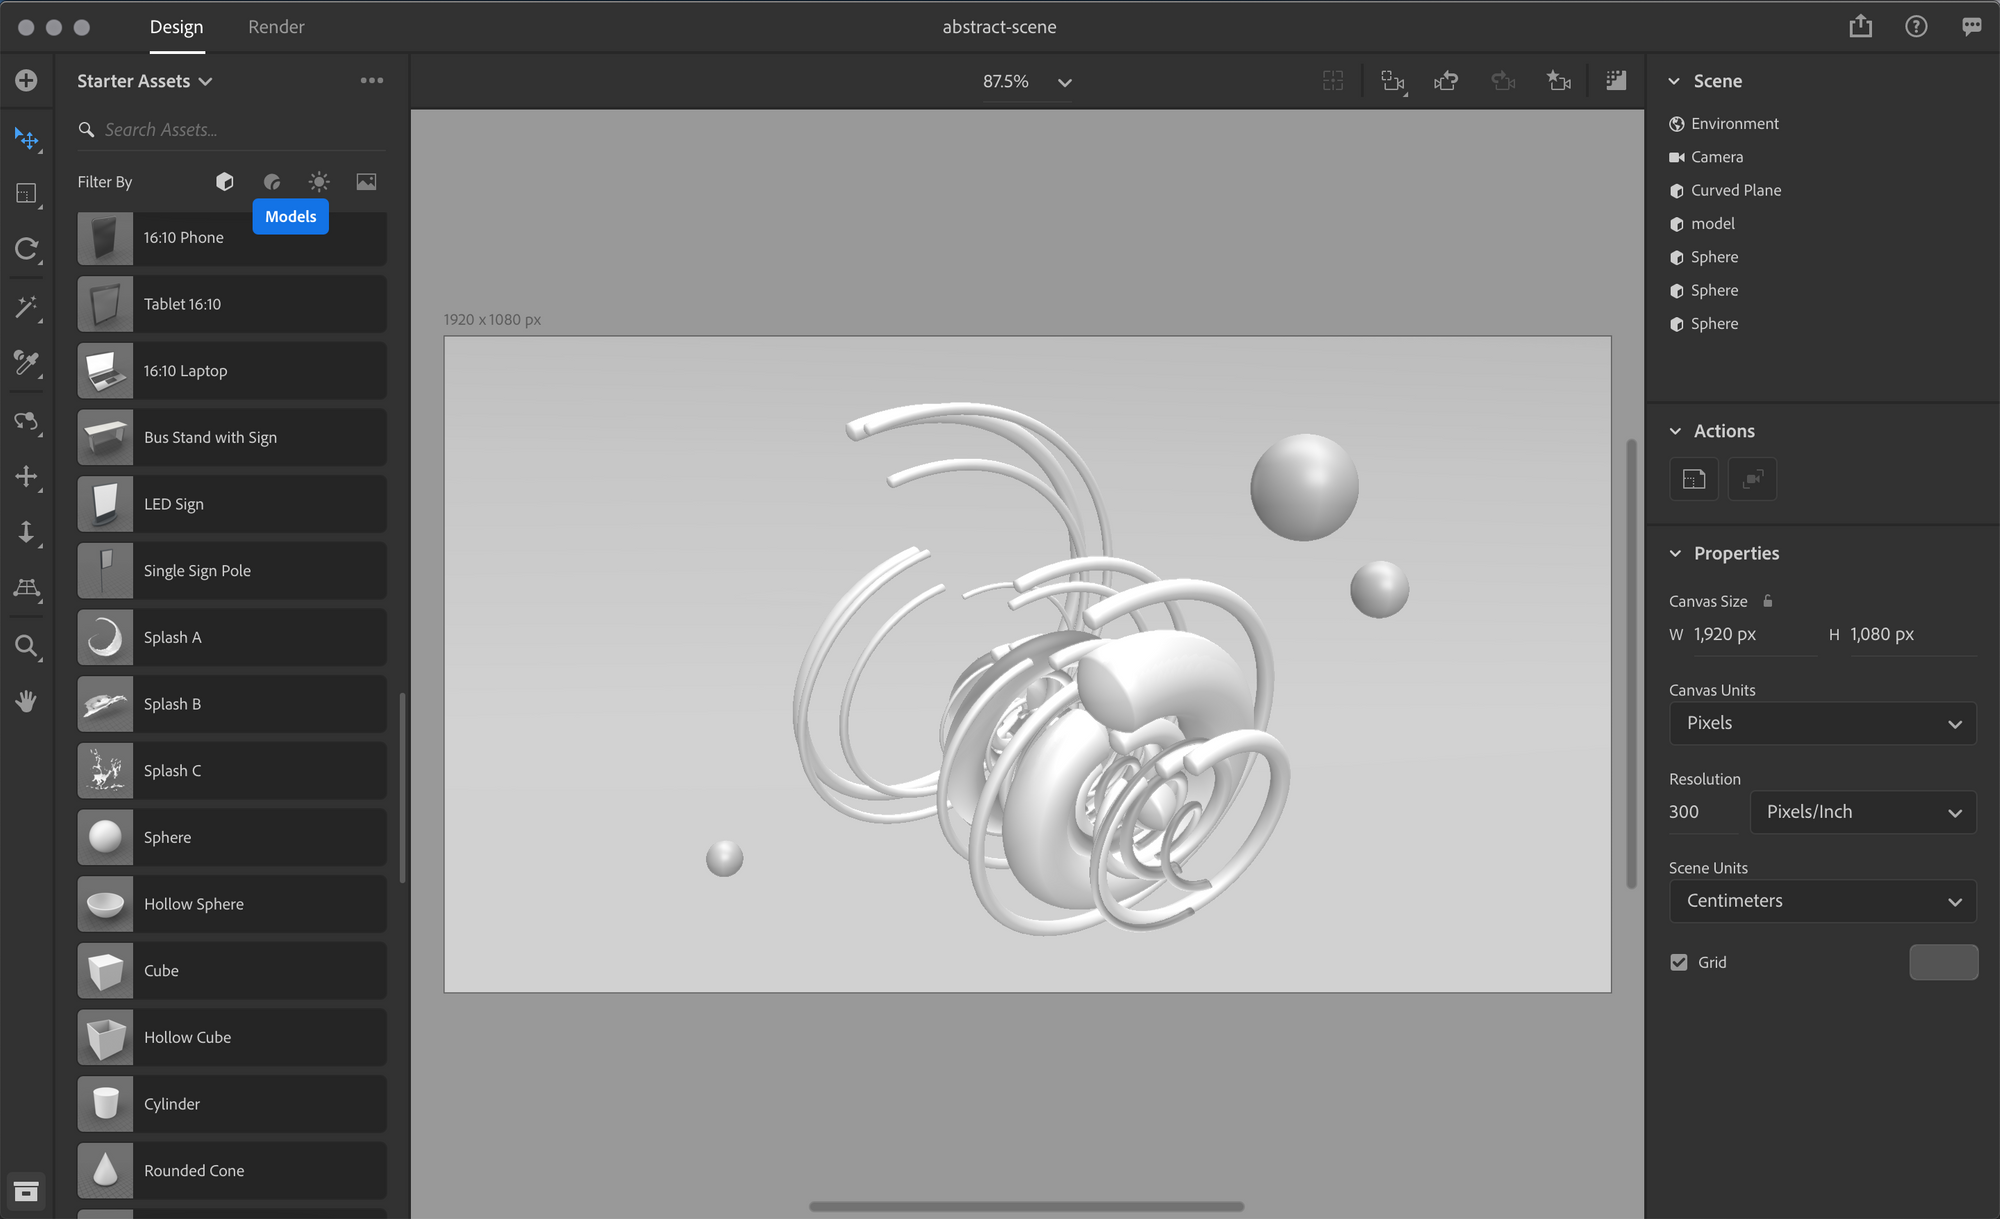 Design
Render
abstract-scene
Starter Assets
87.5%
Search Assets...
Filter By
Models
16:10 Phone
Tablet 16:10
16:10 Laptop
Bus Stand with Sign
LED Sign
Single Sign Pole
Splash A
Splash B
Splash C
Sphere
Hollow Sphere
Cube
Hollow Cube
Cylinder
Rounded Cone
1920 x 1080 px
Scene
Environment
Camera
Curved Plane
model
Sphere
Sphere
Sphere
Actions
Properties
Canvas Size
W 1,920 px H 1,080 px
Canvas Units
Pixels
Resolution
300 Pixels/Inch
Scene Units
Centimeters
Grid